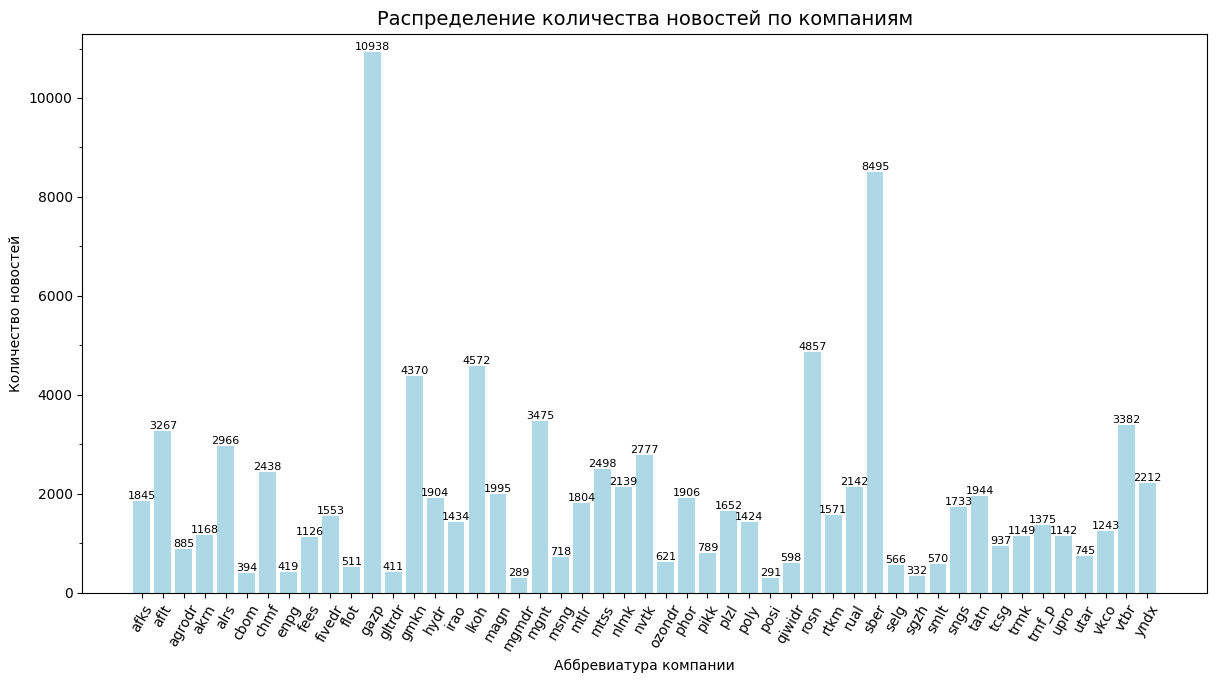 Распределение количества новостей по компаниям
Количество новостей
10000
8000
6000
4000
2000
0
1845
3267
885
1168
2966
394
2438
419
1126
1553
511
10938
411
4370
1904
1434
4572
1995
289
3475
718
1804
2498
2139
2777
621
1906
789
1652
1424
291
598
4857
1571
2142
8495
566
332
570
1733
1944
937
1149
1375
1142
745
1243
3382
2212
afks
aflt
agrodr
akrn
alrs
cbom
chmf
enpg
fees
fivedr
flot
gazp
gltrdr
gmkn
hydr
irao
lkoh
magn
mgmdr
mgnt
msng
mtlr
mtss
nlmk
nvtk
ozondr
phor
pikk
plzl
poly
posi
qiwidr
rosn
rtkm
rual
sber
selg
sgzh
smlt
sngs
tatn
tcsg
trmk
trnf_p
upro
utar
vkco
vtbr
yndx
Аббревиатура компании